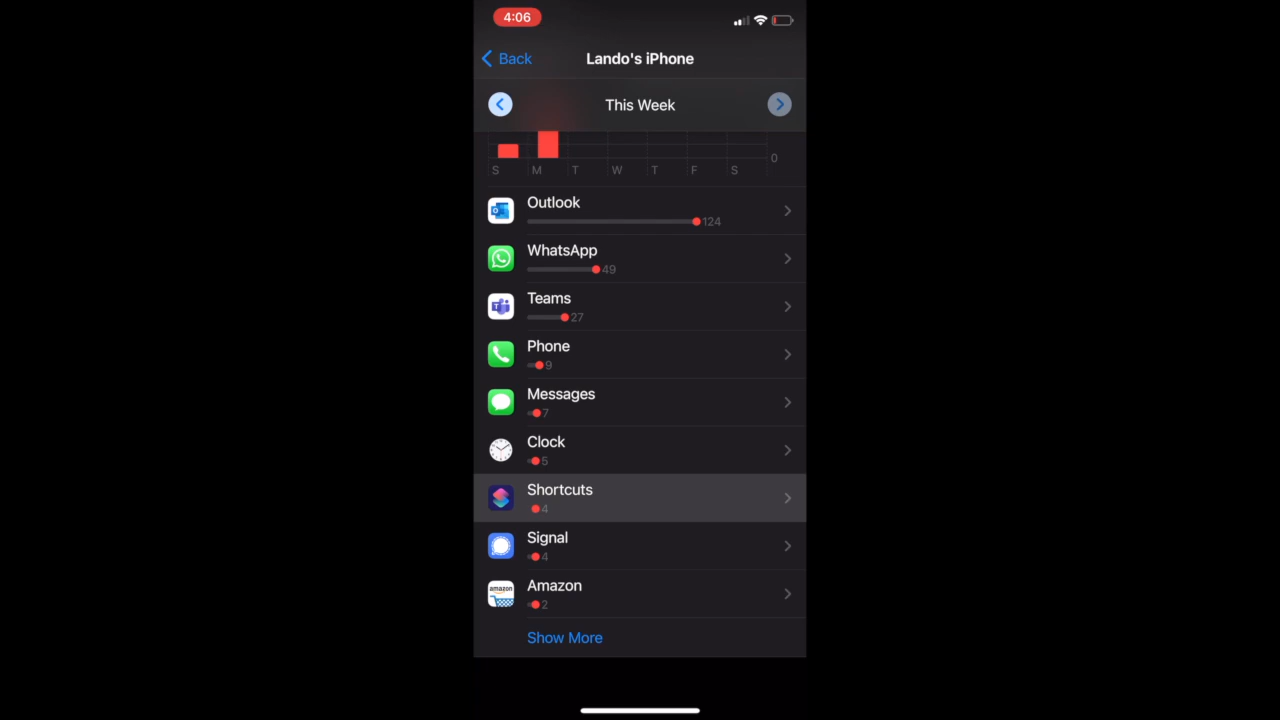 4:06
Back
Lando's iPhone
This Week
0
S M T W T F S
Outlook
124
WhatsApp
49
Teams
27
Phone
9
Messages
7
Clock
5
Shortcuts
4
Signal
4
amazon
Amazon
2
Show More